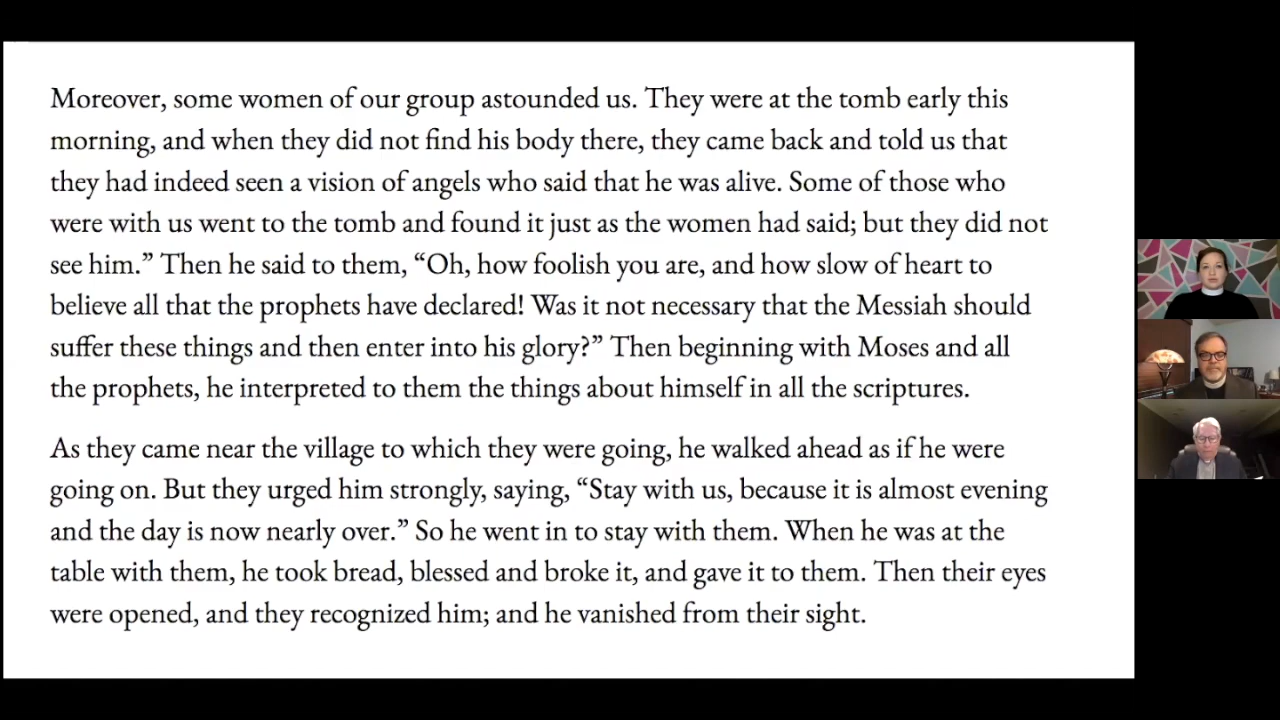 Moreover, some women of our group astounded us. They were at the tomb early this
morning, and when they did not find his body there, they came back and told us that
they had indeed seen a vision of angels who said that he was alive. Some of those who
were with us went to the tomb and found it just as the women had said; but they did not
see him.” Then he said to them, “Oh, how foolish you are, and how slow of heart to
believe all that the prophets have declared! Was it not necessary that the Messiah should
suffer these things and then enter into his glory?” Then beginning with Moses and all
the prophets, he interpreted to them the things about himself in all the scriptures.
As they came near the village to which they were going, he walked ahead as if he were
going on. But they urged him strongly, saying, “Stay with us, because it is almost evening
and the day is now nearly over.” So he went in to stay with them. When he was at the
table with them, he took bread, blessed and broke it, and gave it to them. Then their eyes
were opened, and they recognized him; and he vanished from their sight.